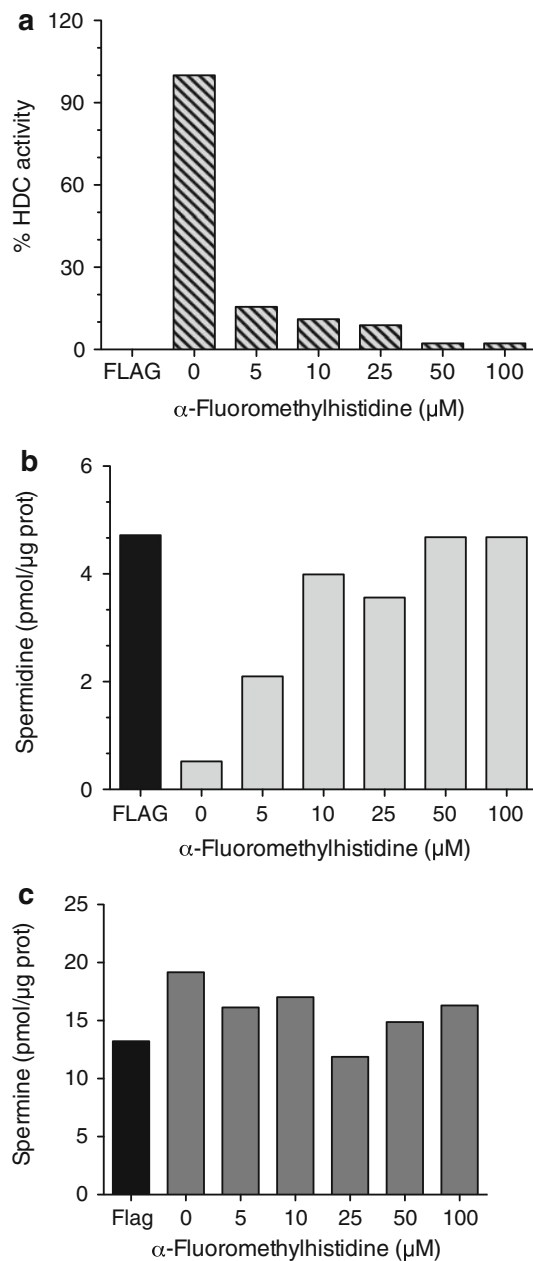 a
% HDC activity
120
90
60
30
0
FLAG 0 5 10 25 50 100
α-Fluoromethylhistidine (µM)
b
Spermidine (pmol/µg prot)
6
4
2
0
FLAG 0 5 10 25 50 100
α-Fluoromethylhistidine (µM)
c
Spermine (pmol/µg prot)
25
20
15
10
5
0
Flag 0 5 10 25 50 100
α-Fluoromethylhistidine (µM)